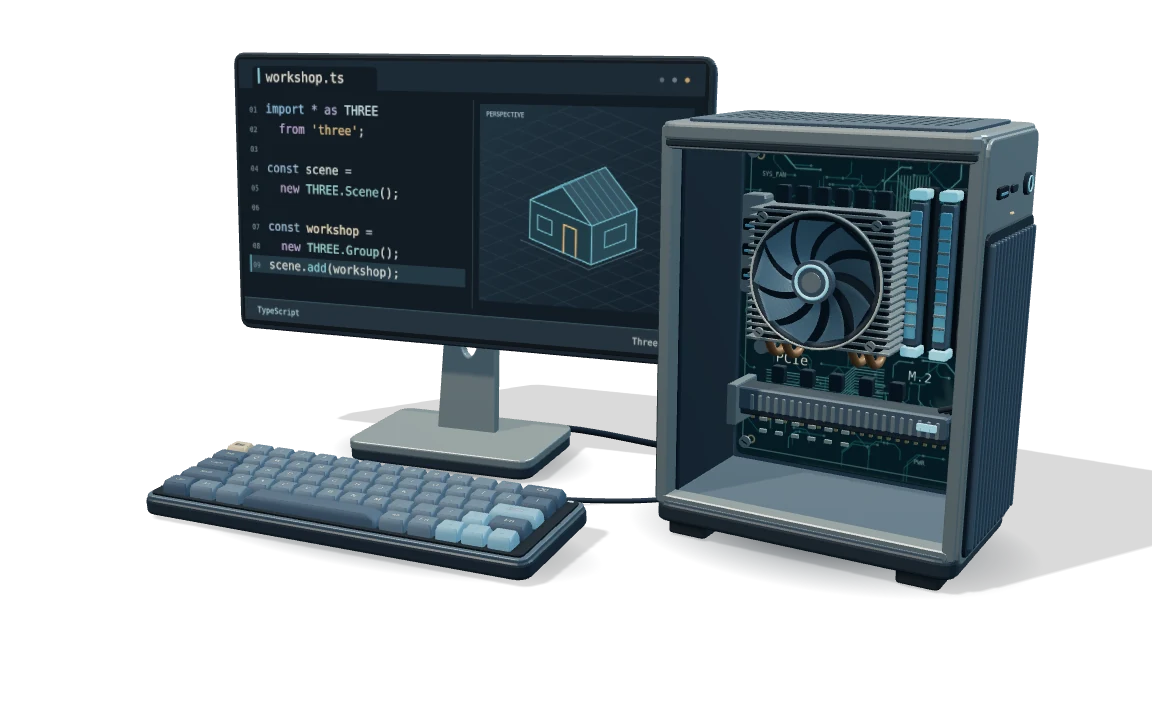 workshop.ts
01 import * as THREE
02 from 'three';
03
04 const scene =
05 new THREE.Scene();
06
07 const workshop =
08 new THREE.Group();
09 scene.add(workshop);
TypeScript
PERSPECTIVE
Three
SYS_FAN
PCIe
M.2
PWR